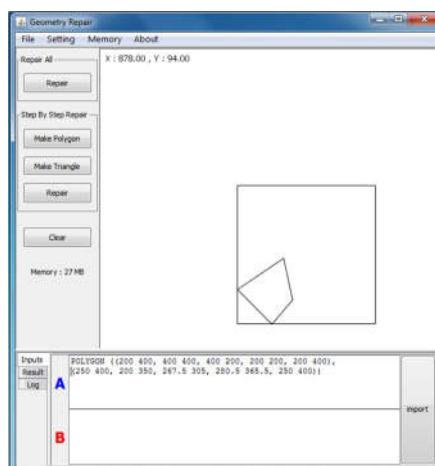 Geometry Repair
File Setting Memory About
Repair All
Repair
Step By Step Repair
Make Polygon
Make Triangle
Repair
Clear
Memory : 27 MB
X : 878.00 , Y : 94.00
Inputs
Result
Log
A
POLYGON ((200 400, 400 400, 400 200, 200 200, 200 400),
(250 400, 200 350, 267.5 305, 280.5 365.5, 250 400))
B
Import